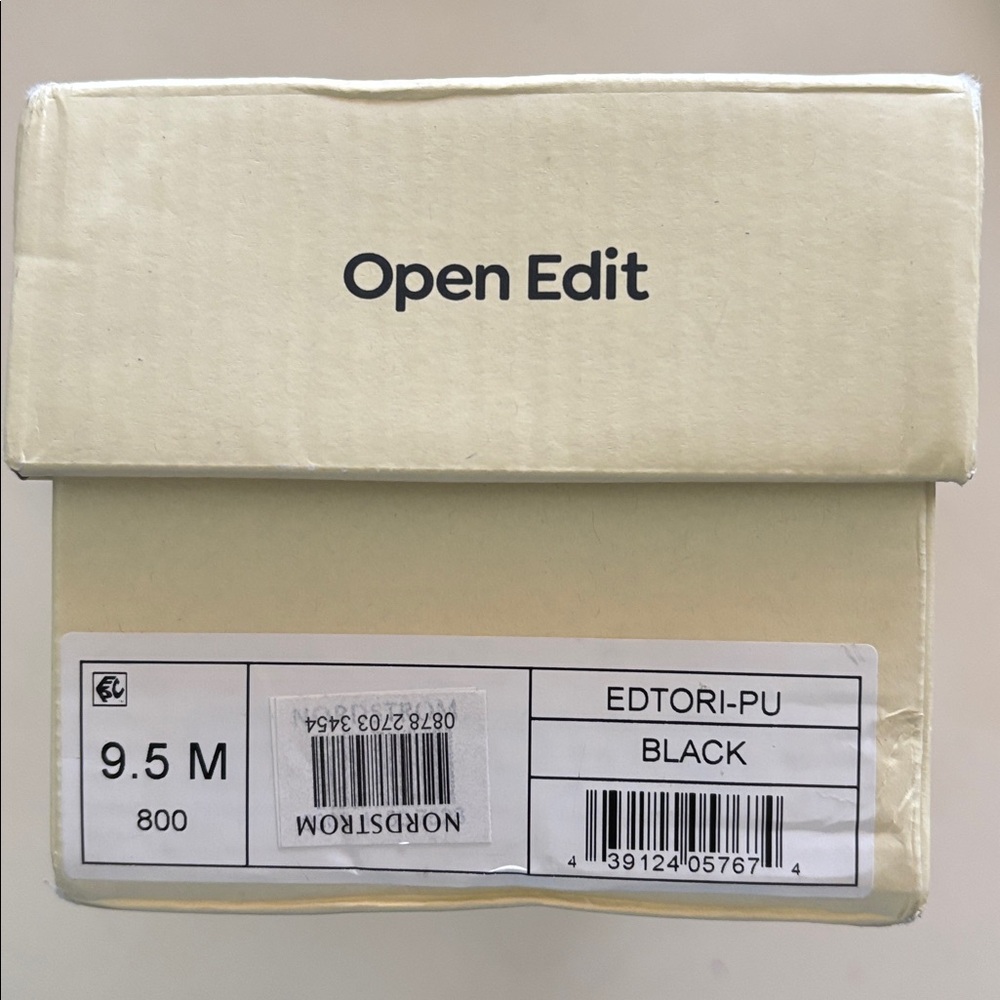 Open Edit
9.5 M
800
0878 2703 3454
NORDSTROM
EDTORI-PU
BLACK
4 39124 05767 4